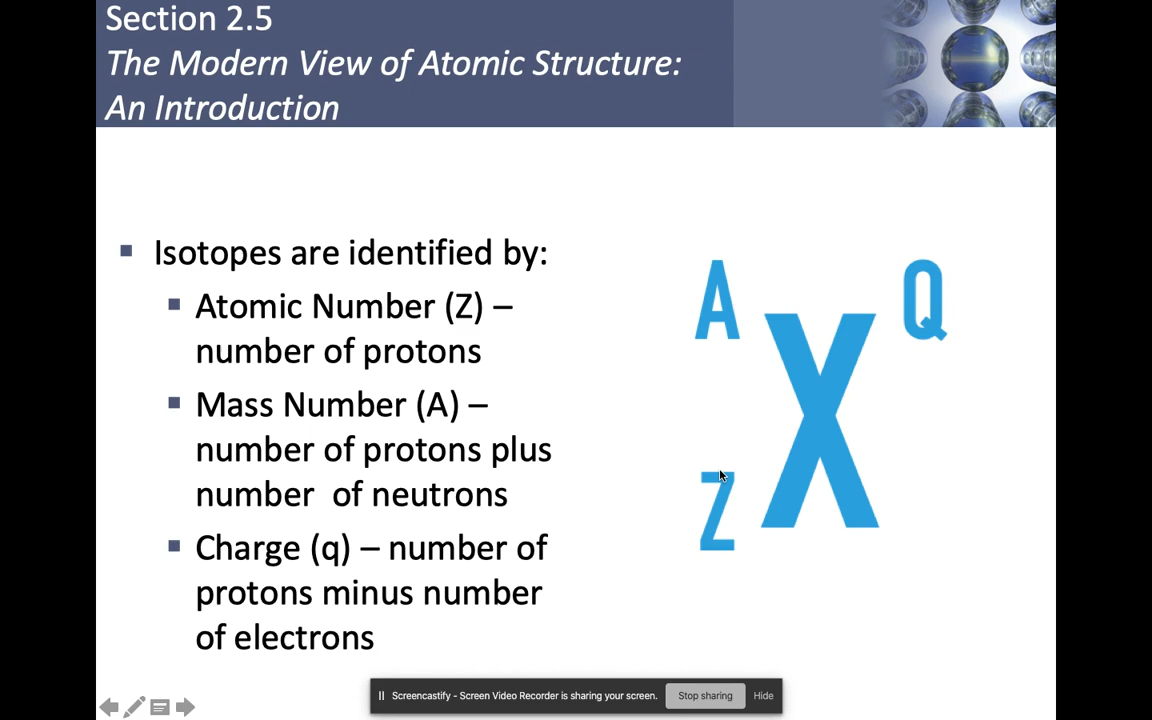 Section 2.5
The Modern View of Atomic Structure:
An Introduction
Isotopes are identified by:
Atomic Number (Z) –
number of protons
Mass Number (A) –
number of protons plus
number of neutrons
Charge (q) – number of
protons minus number
of electrons
A Q
X
Z
Screencastify - Screen Video Recorder is sharing your screen. Stop sharing Hide